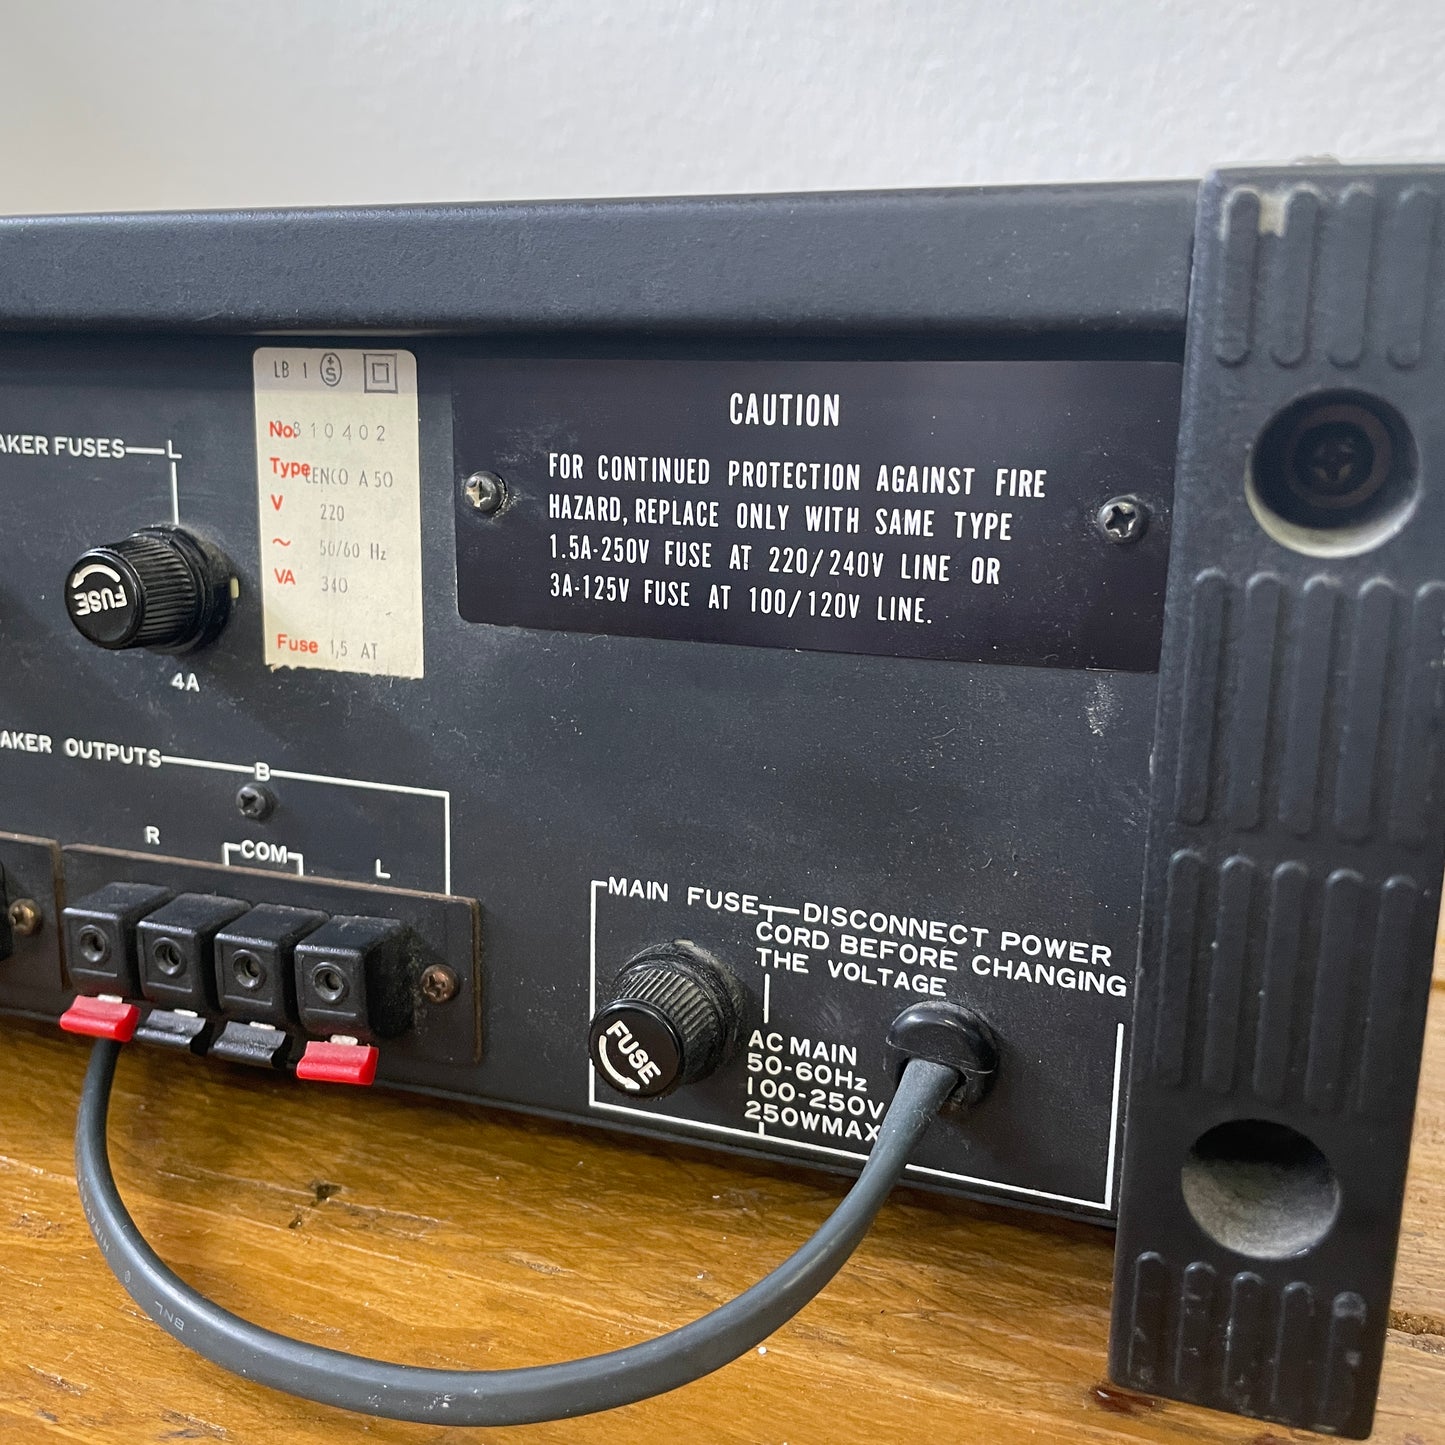 LB 1 S
No. 810402
Type LENCO A 50
V 220
~ 50/60 Hz
VA 340
Fuse 1,5 AT
CAUTION
FOR CONTINUED PROTECTION AGAINST FIRE
HAZARD, REPLACE ONLY WITH SAME TYPE
1.5A-250V FUSE AT 220/240V LINE OR
3A-125V FUSE AT 100/120V LINE.
AKER FUSES L
FUSE
4A
AKER OUTPUTS B
R COM L
MAIN FUSE DISCONNECT POWER
CORD BEFORE CHANGING
THE VOLTAGE
FUSE
AC MAIN
50-60Hz
100-250V
250WMAX
BNL